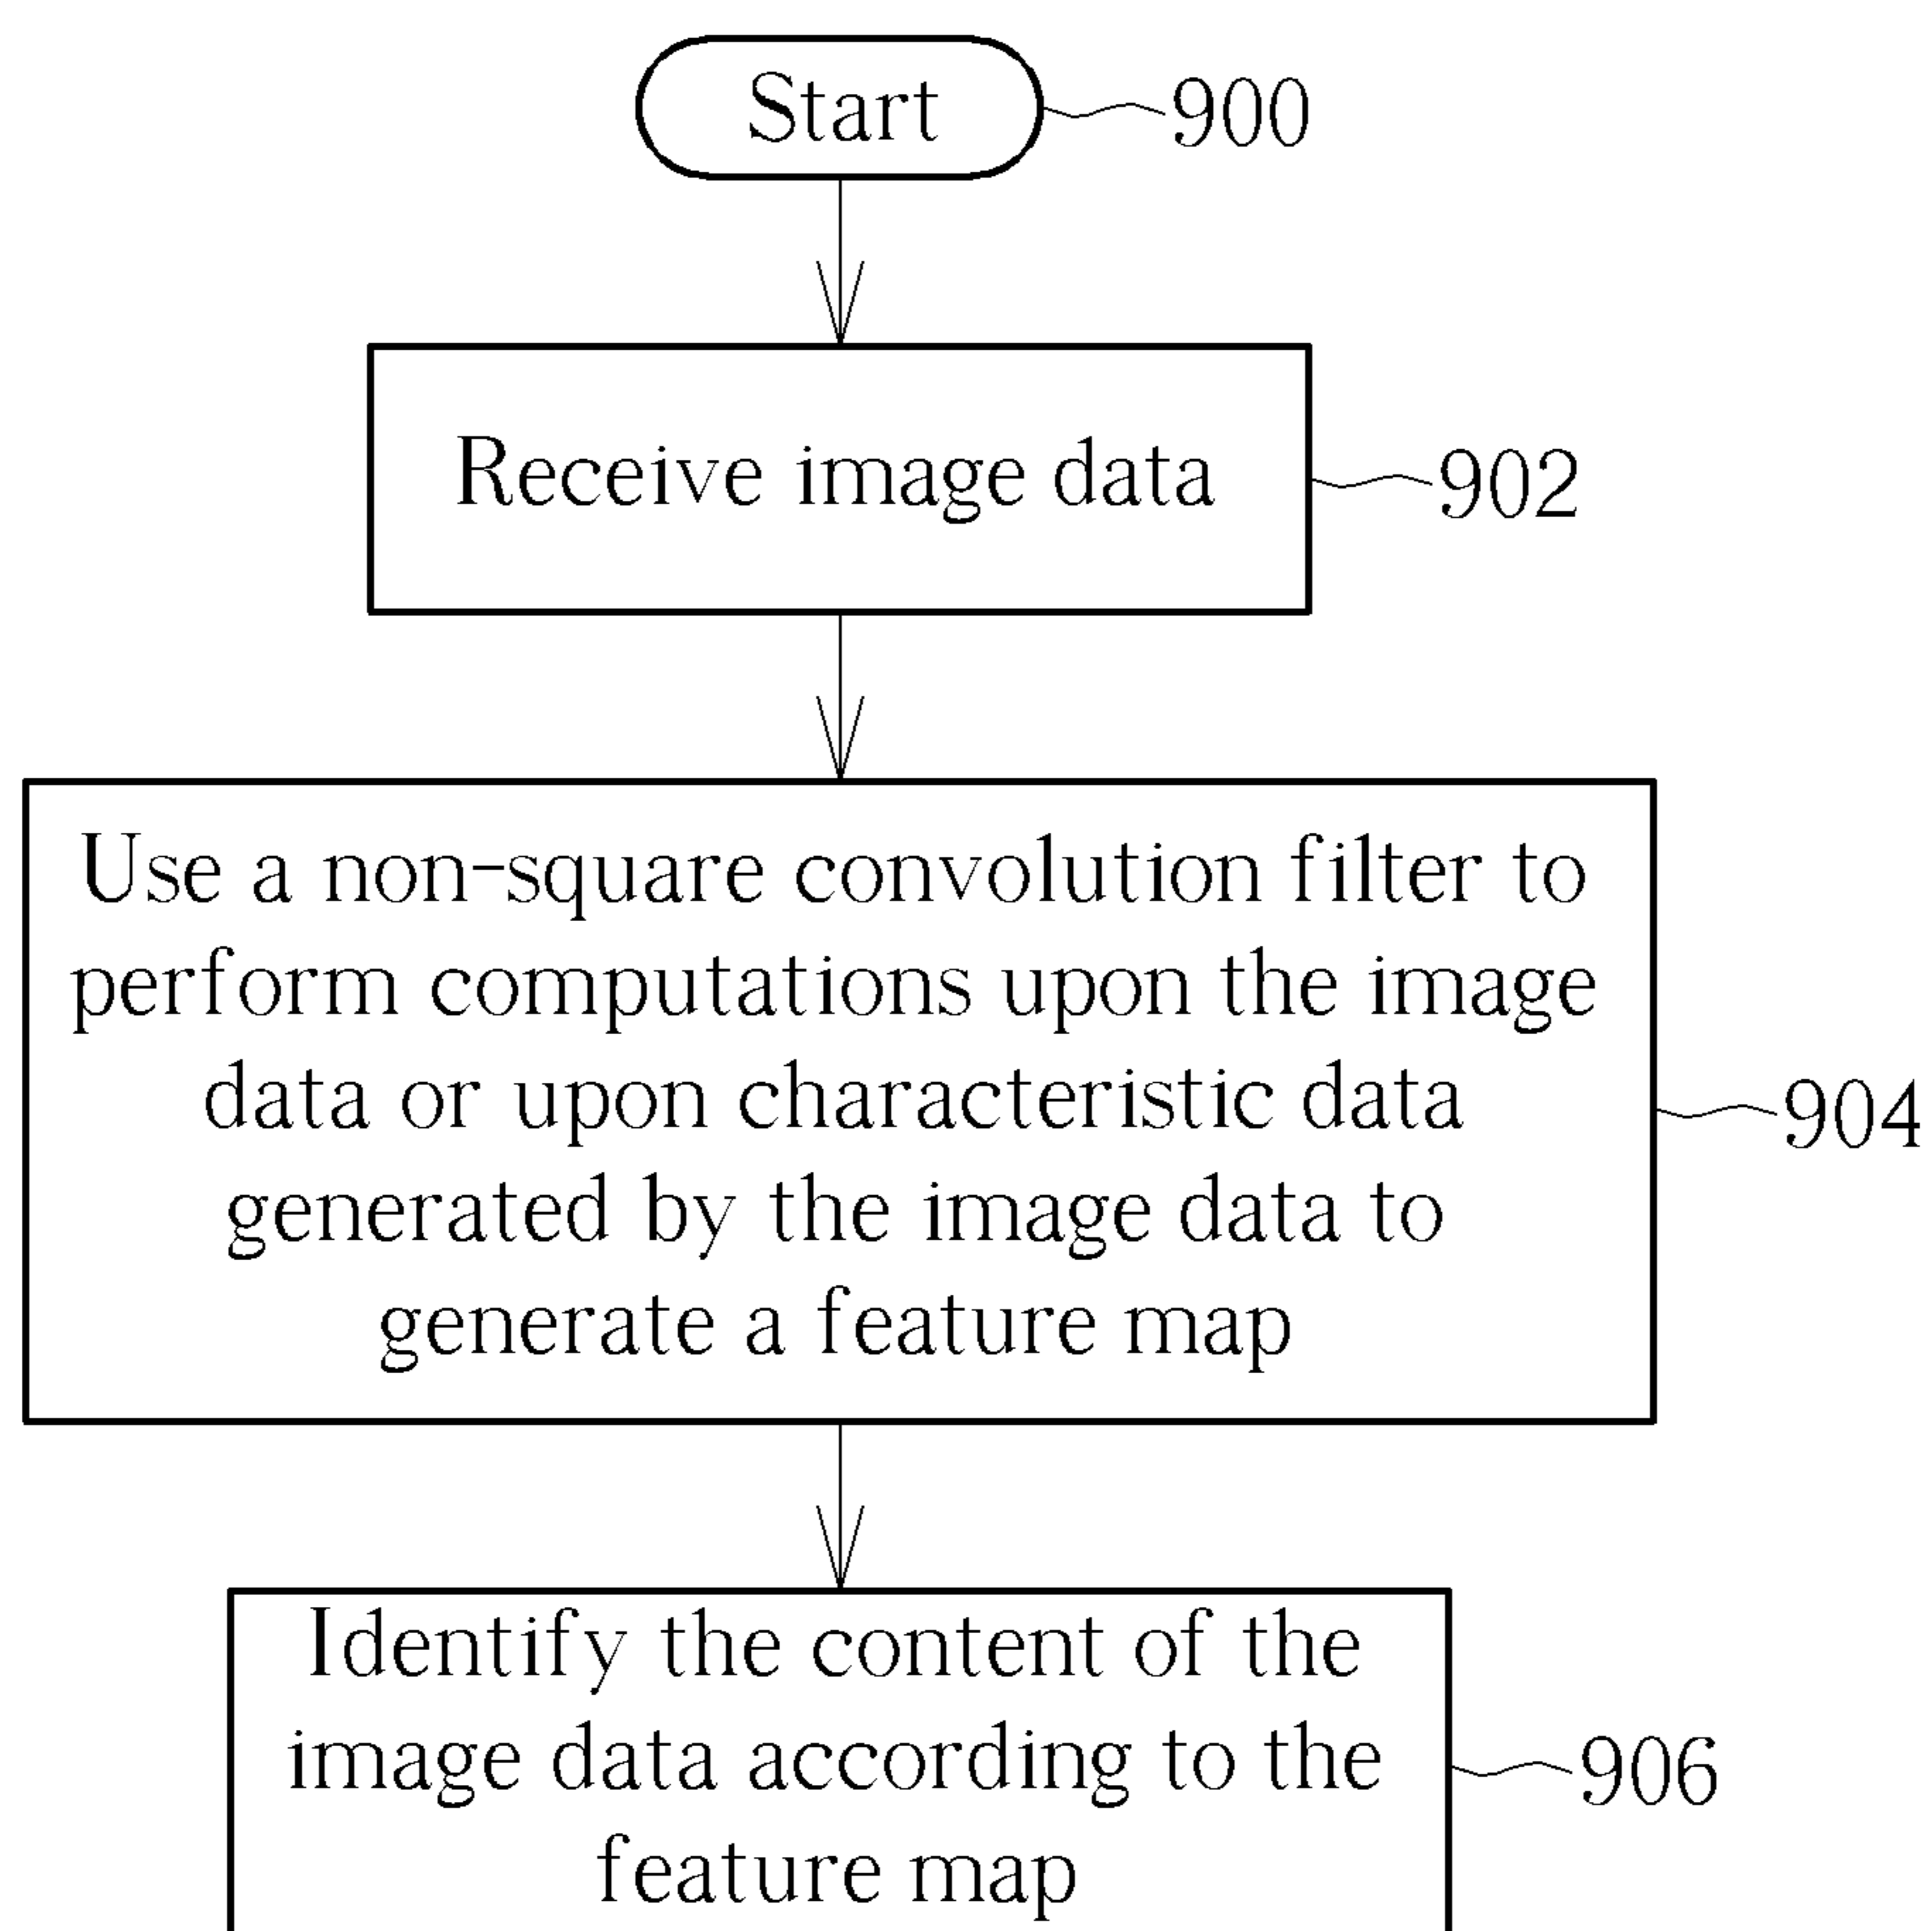 Start
900
Receive image data
902
Use a non-square convolution filter to
perform computations upon the image
data or upon characteristic data
904
generated by the image data to
generate a feature map
Identify the content of the
image data according to the
906
feature map